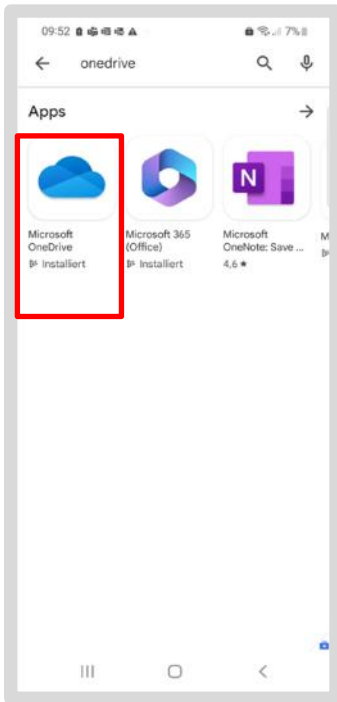 09:52 7%
onedrive
Apps
Microsoft OneDrive
Installiert
Microsoft 365 (Office)
Installiert
N
Microsoft OneNote: Save ...
4,6 ★
M